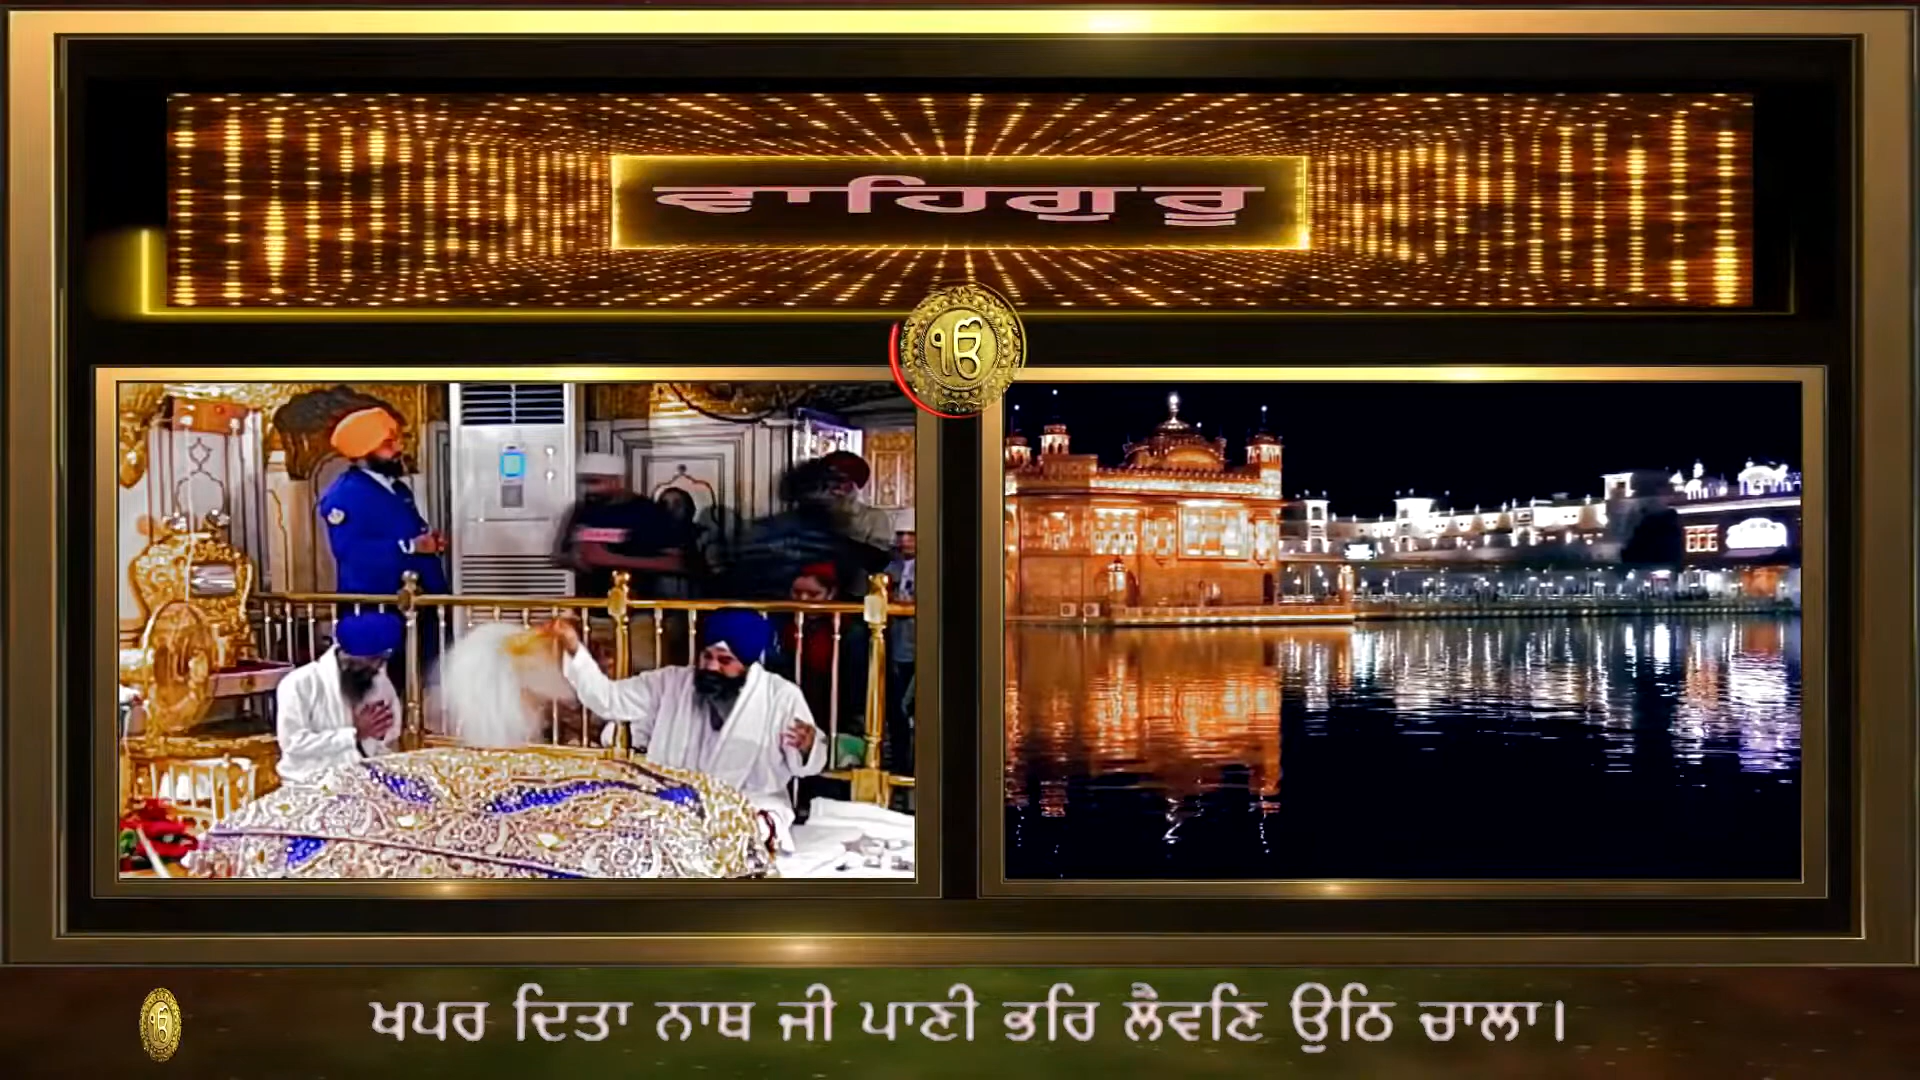 ਵਾਹਿਗੁਰੂ
ੴ
ੴ
ਖਪਰ ਦਿਤਾ ਨਾਥ ਜੀ ਪਾਣੀ ਭਰਿ ਲੈਵਣਿ ਉਠਿ ਚਾਲਾ।